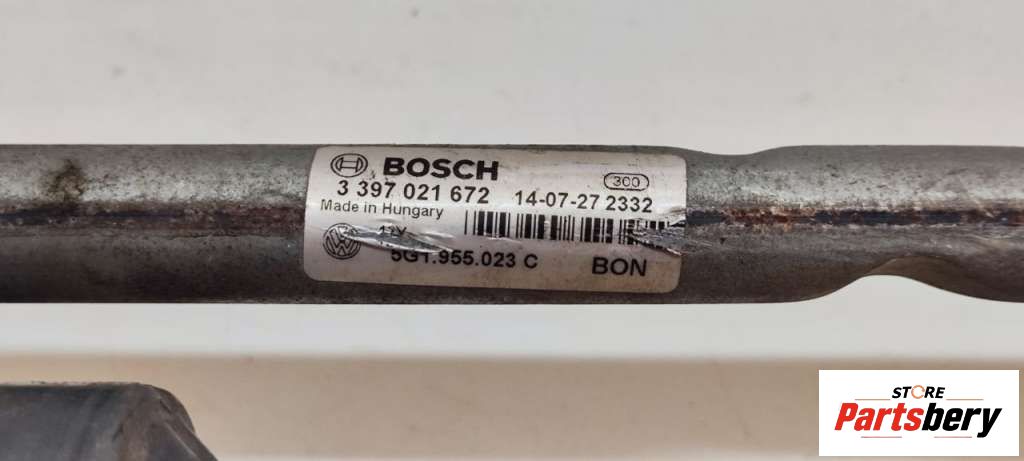 BOSCH
300
3 397 021 672 14-07-27 2332
Made in Hungary
12V
5G1.955.023 C BON
STORE
Partsbery